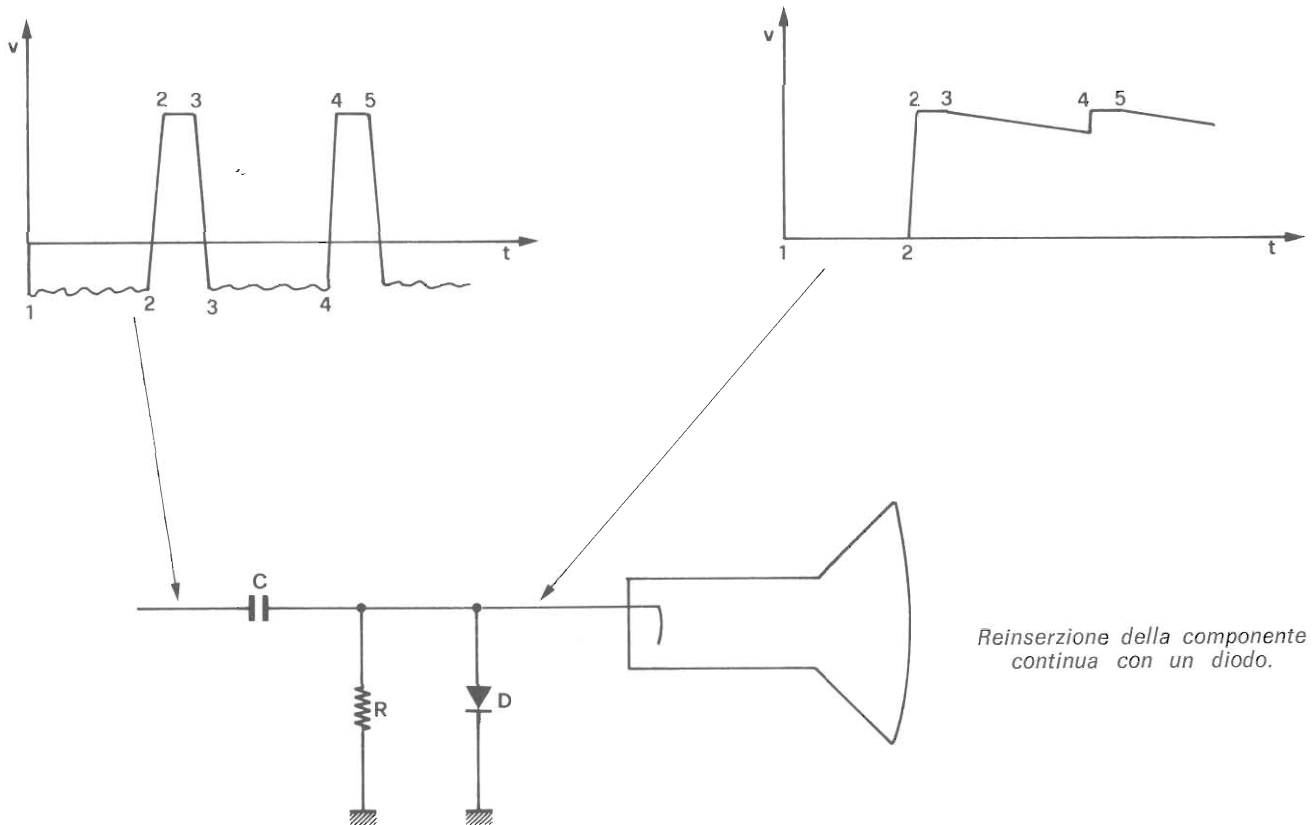 v
2 3
4 5
t
1
2
3
4
v
2 3
4 5
t
1
2
C
R
D
Reinserzione della componente
continua con un diodo.